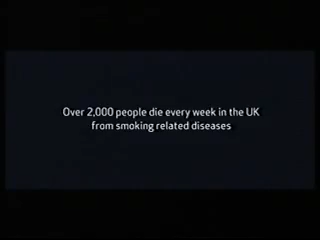 Over 2,000 people die every week in the UK
from smoking related diseases